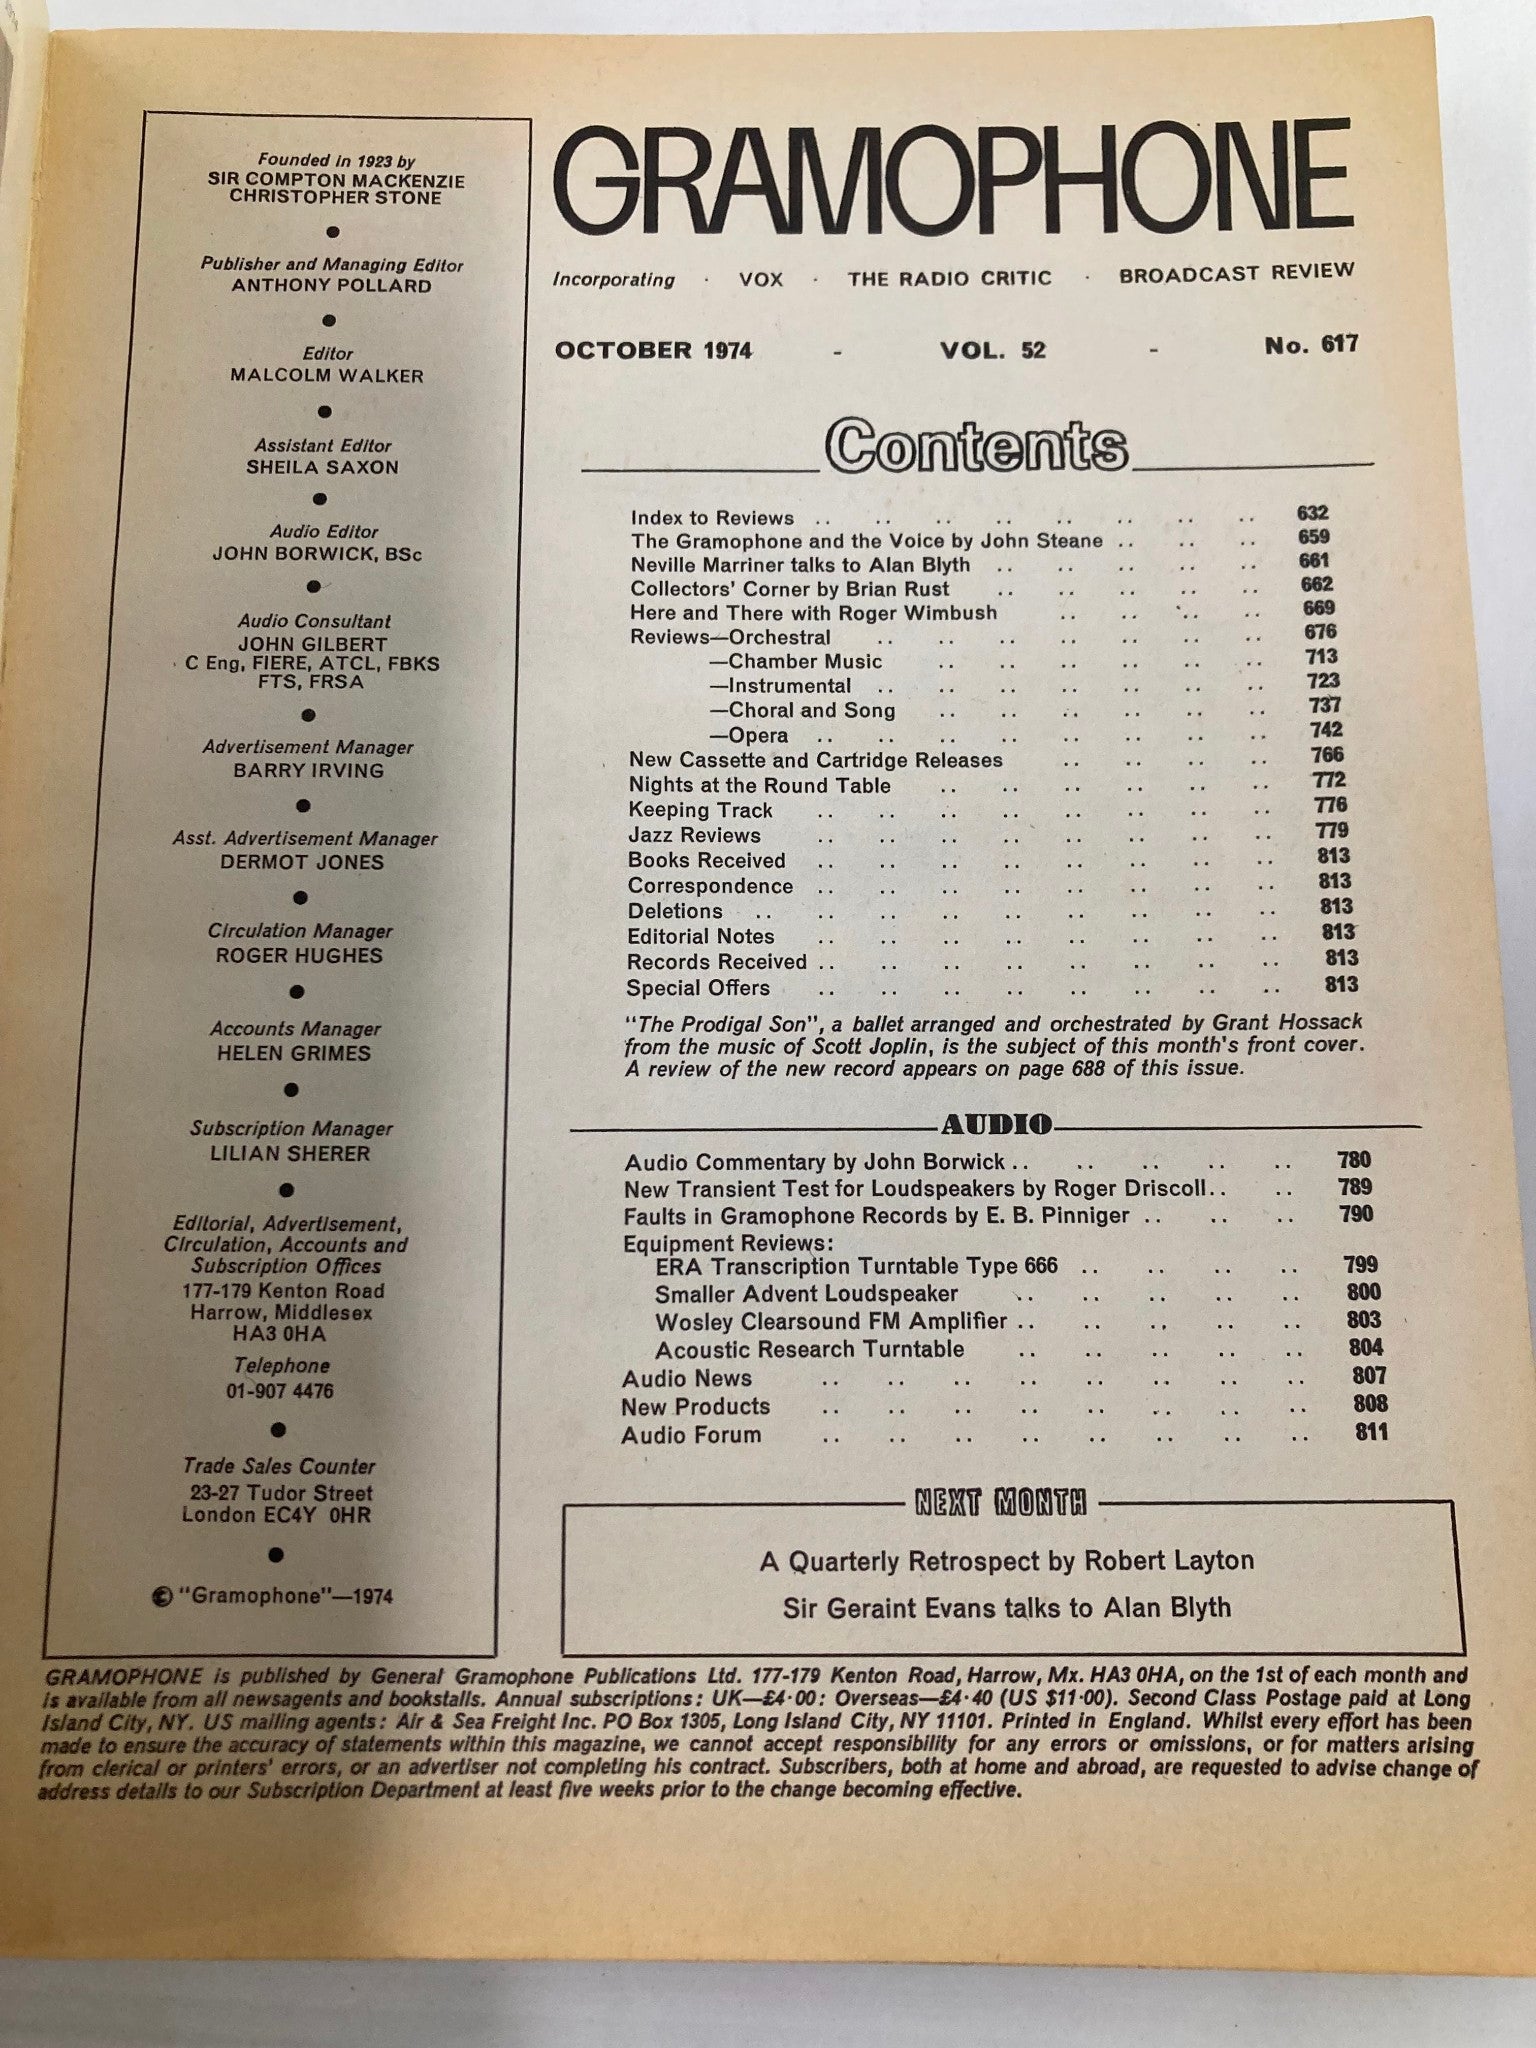 Founded in 1923 by
SIR COMPTON MACKENZIE
CHRISTOPHER STONE
Publisher and Managing Editor
ANTHONY POLLARD
Editor
MALCOLM WALKER
Assistant Editor
SHEILA SAXON
Audio Editor
JOHN BORWICK, BSc
Audio Consultant
JOHN GILBERT
C Eng, FIERE, ATCL, FBKS
FTS, FRSA
Advertisement Manager
BARRY IRVING
Asst. Advertisement Manager
DERMOT JONES
Circulation Manager
ROGER HUGHES
Accounts Manager
HELEN GRIMES
Subscription Manager
LILIAN SHERER
Editorial, Advertisement,
Circulation, Accounts and
Subscription Offices
177-179 Kenton Road
Harrow, Middlesex
HA3 0HA
Telephone
01-907 4476
Trade Sales Counter
23-27 Tudor Street
London EC4Y 0HR
© "Gramophone"—1974
GRAMOPHONE
Incorporating · VOX · THE RADIO CRITIC · BROADCAST REVIEW
OCTOBER 1974 - VOL. 52 - No. 617
Contents
Index to Reviews .. .. .. .. .. .. .. .. 632
The Gramophone and the Voice by John Steane .. .. .. 659
Neville Marriner talks to Alan Blyth .. .. .. .. .. 661
Collectors' Corner by Brian Rust .. .. .. .. .. 662
Here and There with Roger Wimbush .. .. .. .. 669
Reviews—Orchestral .. .. .. .. .. .. .. 676
—Chamber Music .. .. .. .. .. .. 713
—Instrumental .. .. .. .. .. .. .. 723
—Choral and Song .. .. .. .. .. .. 737
—Opera .. .. .. .. .. .. .. .. 742
New Cassette and Cartridge Releases .. .. .. .. 766
Nights at the Round Table .. .. .. .. .. .. 772
Keeping Track .. .. .. .. .. .. .. .. 776
Jazz Reviews .. .. .. .. .. .. .. .. 779
Books Received .. .. .. .. .. .. .. .. 813
Correspondence .. .. .. .. .. .. .. .. 813
Deletions .. .. .. .. .. .. .. .. .. 813
Editorial Notes .. .. .. .. .. .. .. .. 813
Records Received .. .. .. .. .. .. .. .. 813
Special Offers .. .. .. .. .. .. .. .. 813
"The Prodigal Son", a ballet arranged and orchestrated by Grant Hossack
from the music of Scott Joplin, is the subject of this month's front cover.
A review of the new record appears on page 688 of this issue.
AUDIO
Audio Commentary by John Borwick .. .. .. .. .. 780
New Transient Test for Loudspeakers by Roger Driscoll .. .. 789
Faults in Gramophone Records by E. B. Pinniger .. .. .. 790
Equipment Reviews:
ERA Transcription Turntable Type 666 .. .. .. .. 799
Smaller Advent Loudspeaker .. .. .. .. .. 800
Wosley Clearsound FM Amplifier .. .. .. .. .. 803
Acoustic Research Turntable .. .. .. .. .. 804
Audio News .. .. .. .. .. .. .. .. 807
New Products .. .. .. .. .. .. .. .. 808
Audio Forum .. .. .. .. .. .. .. .. 811
NEXT MONTH
A Quarterly Retrospect by Robert Layton
Sir Geraint Evans talks to Alan Blyth
GRAMOPHONE is published by General Gramophone Publications Ltd. 177-179 Kenton Road, Harrow, Mx. HA3 0HA, on the 1st of each month and
is available from all newsagents and bookstalls. Annual subscriptions: UK—£4·00: Overseas—£4·40 (US $11·00). Second Class Postage paid at Long
Island City, NY. US mailing agents: Air & Sea Freight Inc. PO Box 1305, Long Island City, NY 11101. Printed in England. Whilst every effort has been
made to ensure the accuracy of statements within this magazine, we cannot accept responsibility for any errors or omissions, or for matters arising
from clerical or printers' errors, or an advertiser not completing his contract. Subscribers, both at home and abroad, are requested to advise change of
address details to our Subscription Department at least five weeks prior to the change becoming effective.